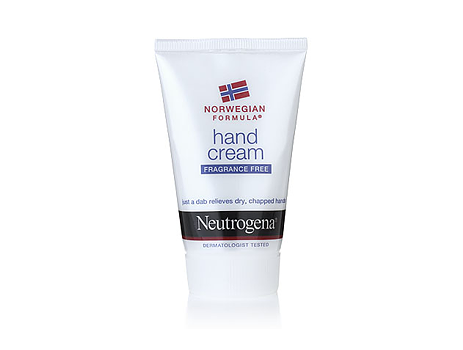 NORWEGIAN
FORMULA®
hand
cream
FRAGRANCE FREE
just a dab relieves dry, chapped hands
Neutrogena®
DERMATOLOGIST TESTED